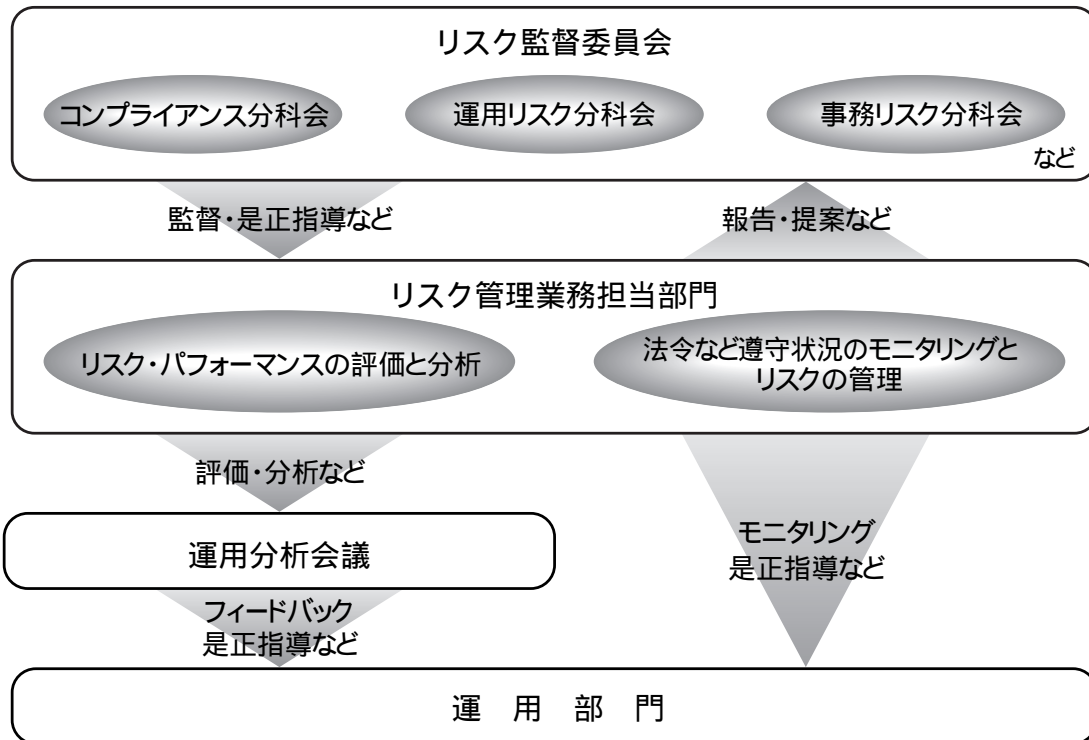 リスク監督委員会
コンプライアンス分科会
運用リスク分科会
事務リスク分科会
など
監督・是正指導など
報告・提案など
リスク管理業務担当部門
リスク・パフォーマンスの評価と分析
法令など遵守状況のモニタリングと
リスクの管理
評価・分析など
運用分析会議
モニタリング
是正指導など
フィードバック
是正指導など
運 用 部 門